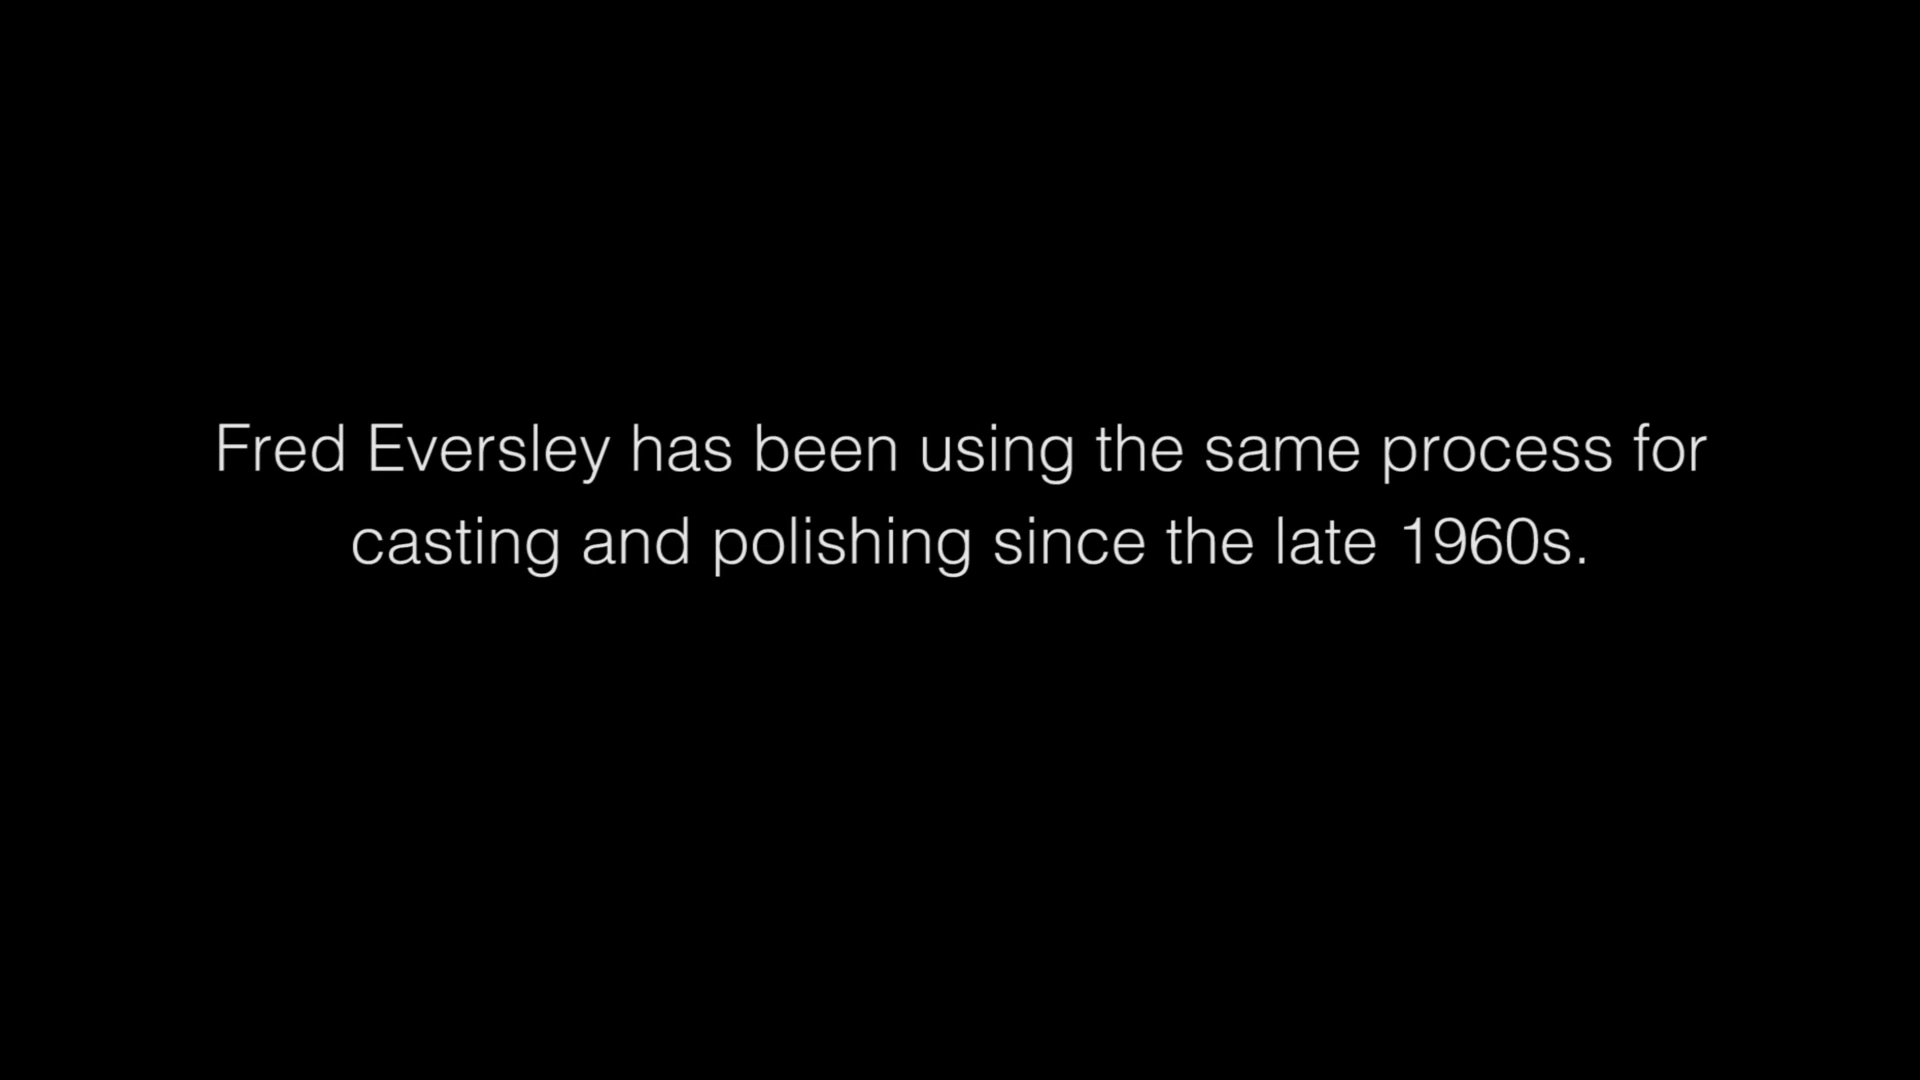 Fred Eversley has been using the same process for
casting and polishing since the late 1960s.